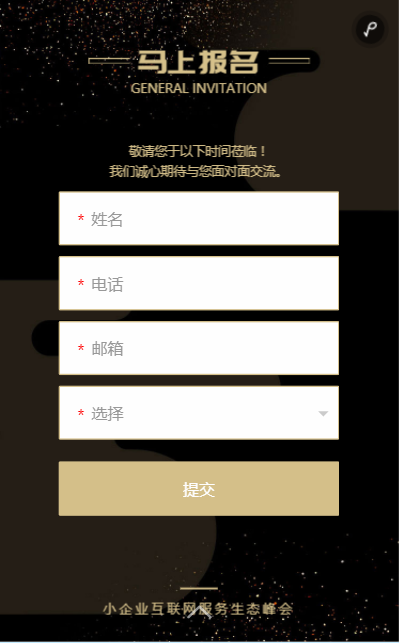 马上报名
GENERAL INVITATION
敬请您于以下时间莅临！
我们诚心期待与您面对面交流。
* 姓名
* 电话
* 邮箱
* 选择
提交
小企业互联网服务生态峰会